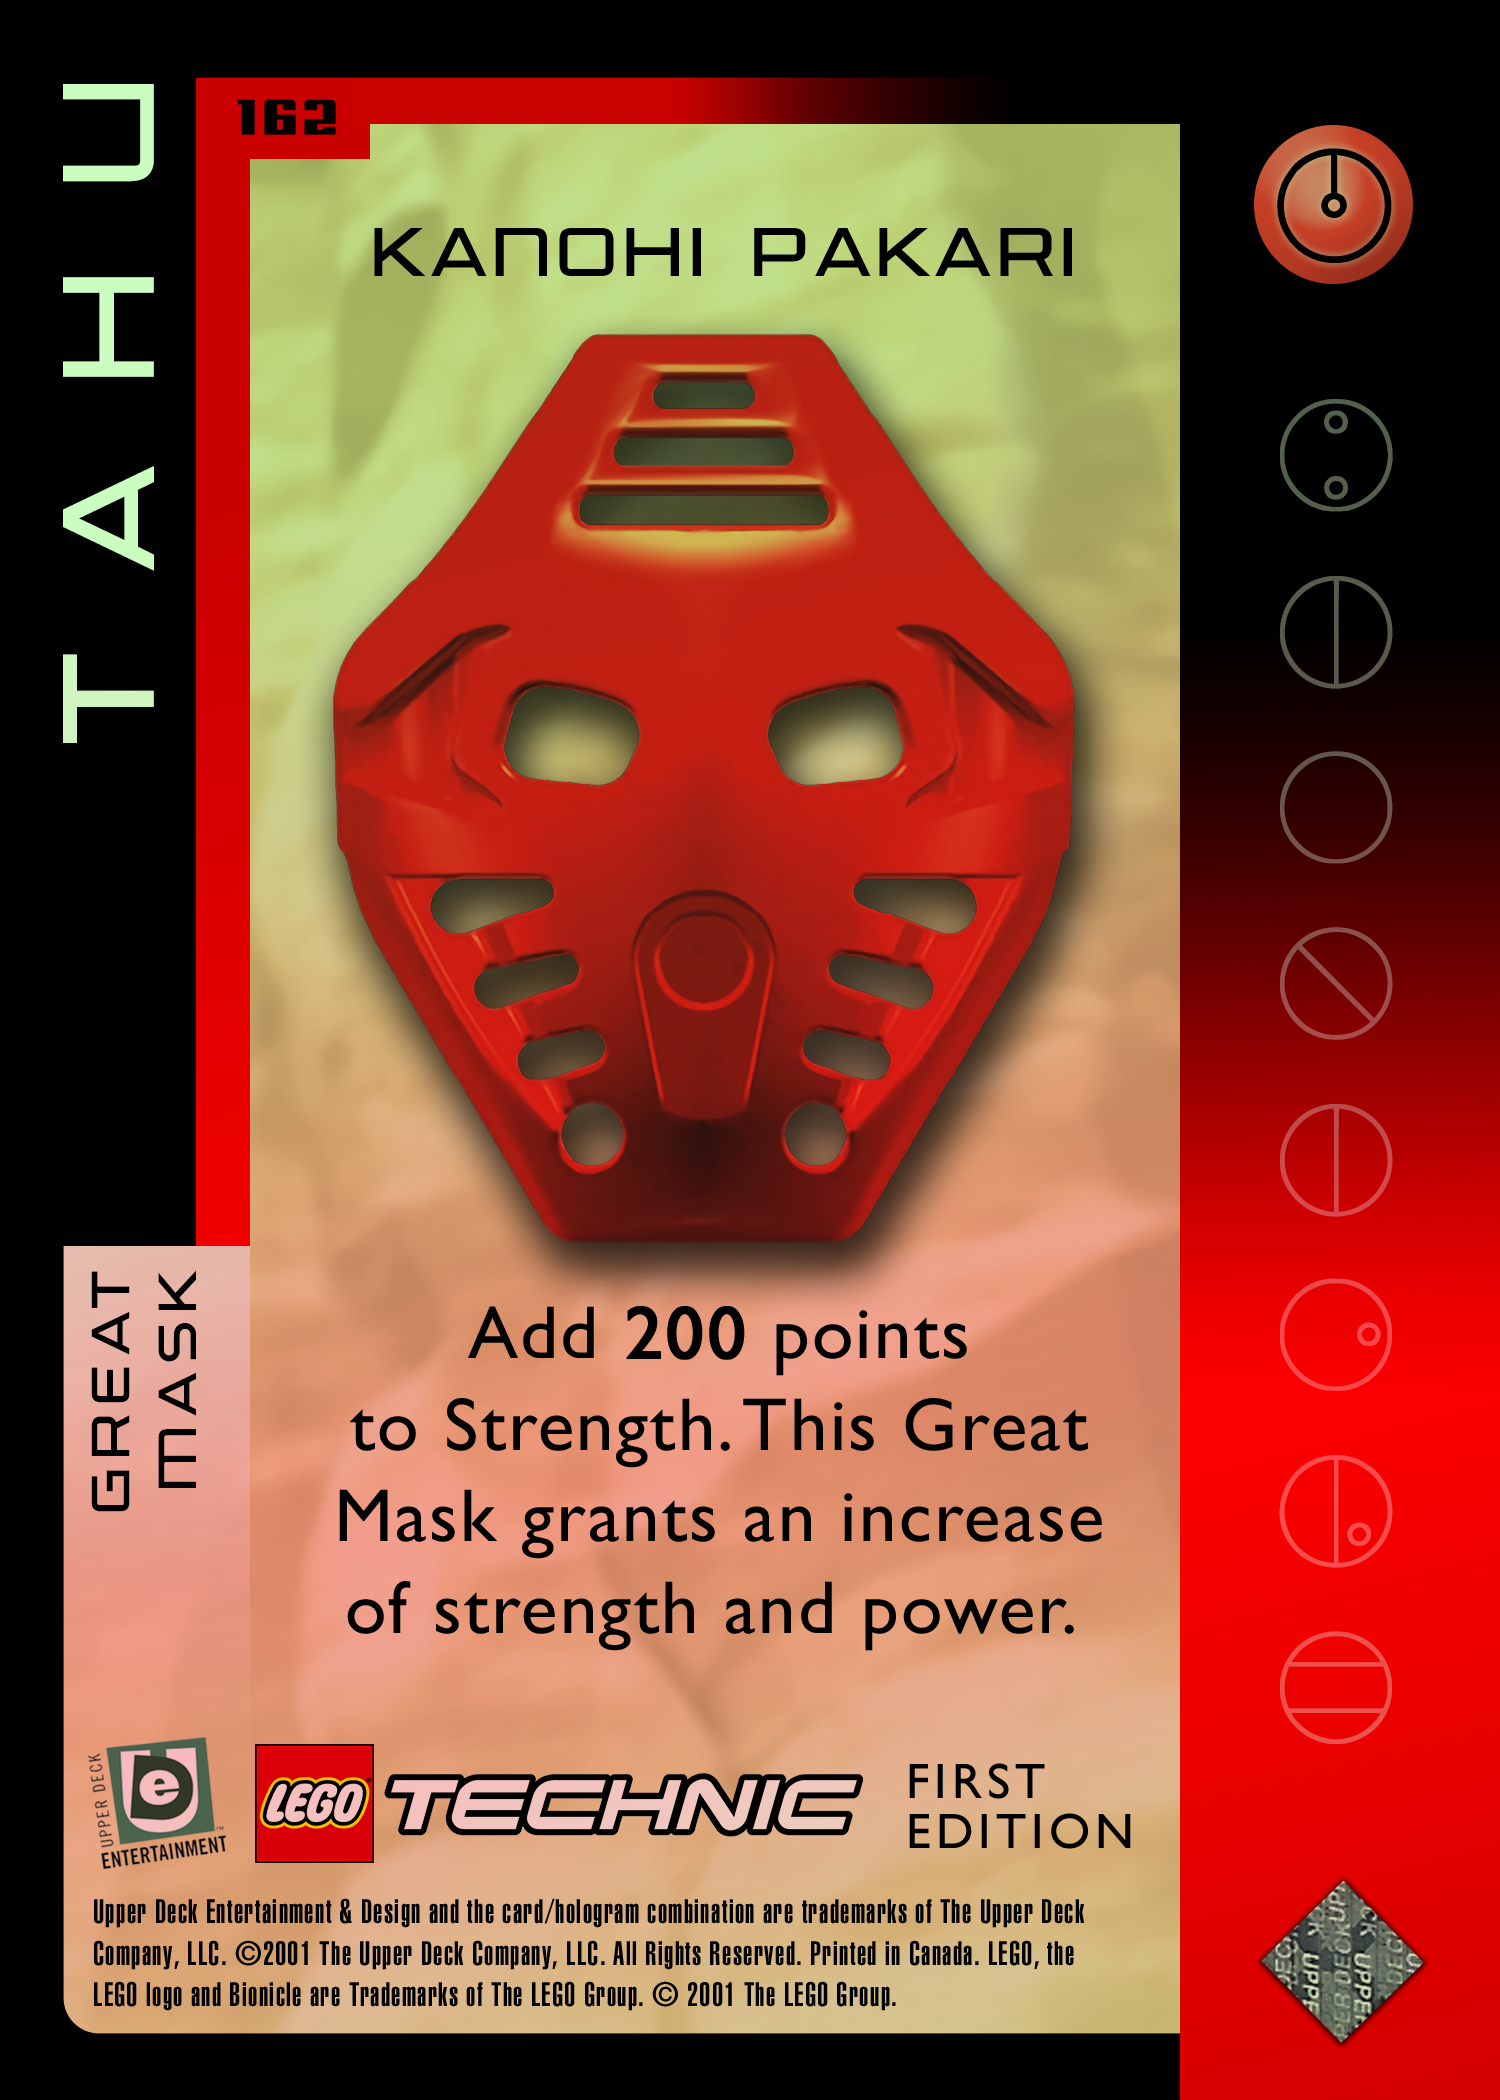 TAHU
162
KANOHI PAKARI
Add 200 points
to Strength. This Great
Mask grants an increase
of strength and power.
GREAT
MASK
UPPER DECK
ue
ENTERTAINMENT™
LEGO®
TECHNIC
FIRST
EDITION
Upper Deck Entertainment & Design and the card/hologram combination are trademarks of The Upper Deck
Company, LLC. ©2001 The Upper Deck Company, LLC. All Rights Reserved. Printed in Canada. LEGO, the
LEGO logo and Bionicle are Trademarks of The LEGO Group. © 2001 The LEGO Group.